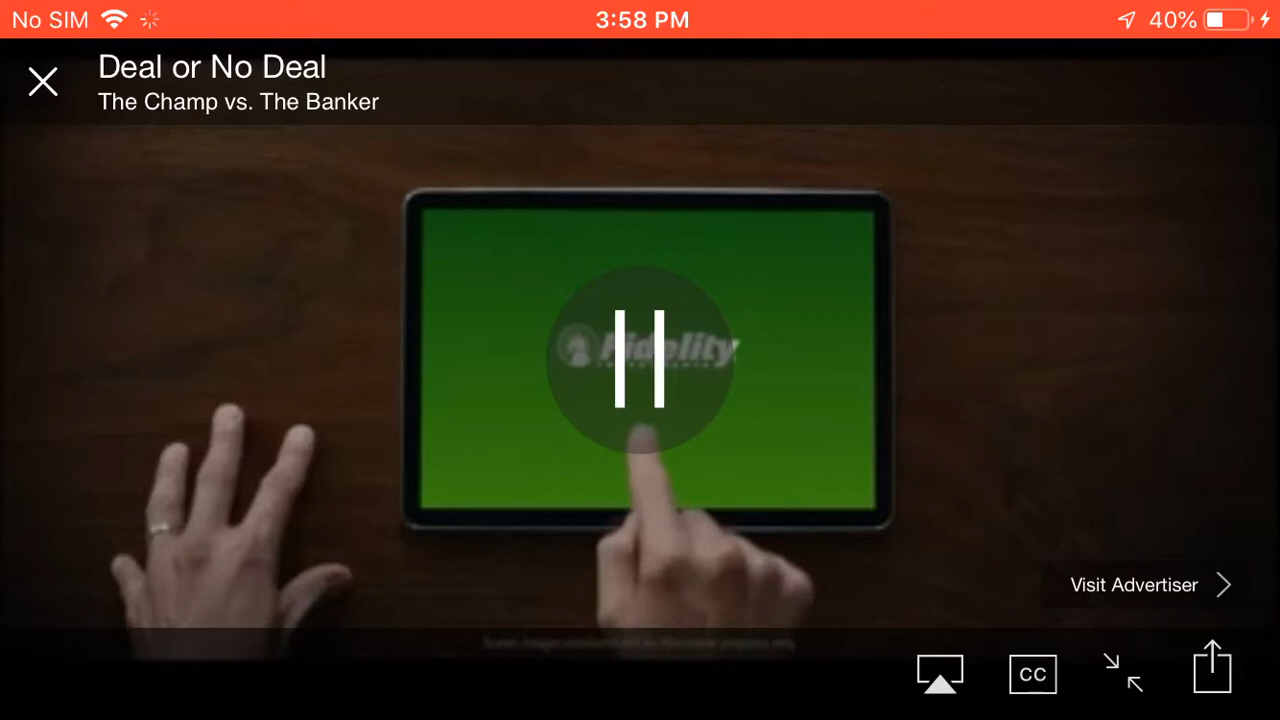 No SIM 3:58 PM 40%
Deal or No Deal
The Champ vs. The Banker
Fidelity
Visit Advertiser
CC